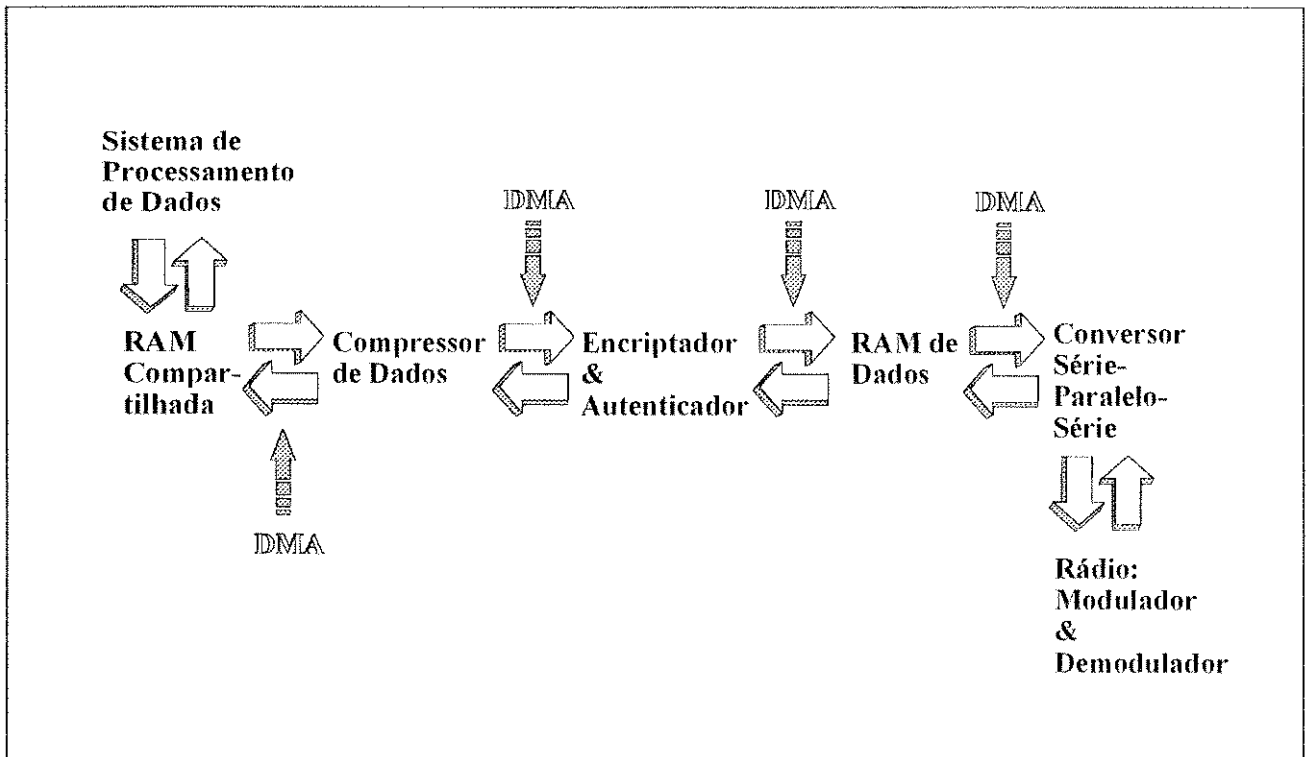 Sistema de
Processamento
de Dados
DMA
DMA
DMA
RAM
Compar-
tilhada
Compressor
de Dados
Encriptador
&
Autenticador
RAM de
Dados
Conversor
Série-
Paralelo-
Série
DMA
Rádio:
Modulador
&
Demodulador